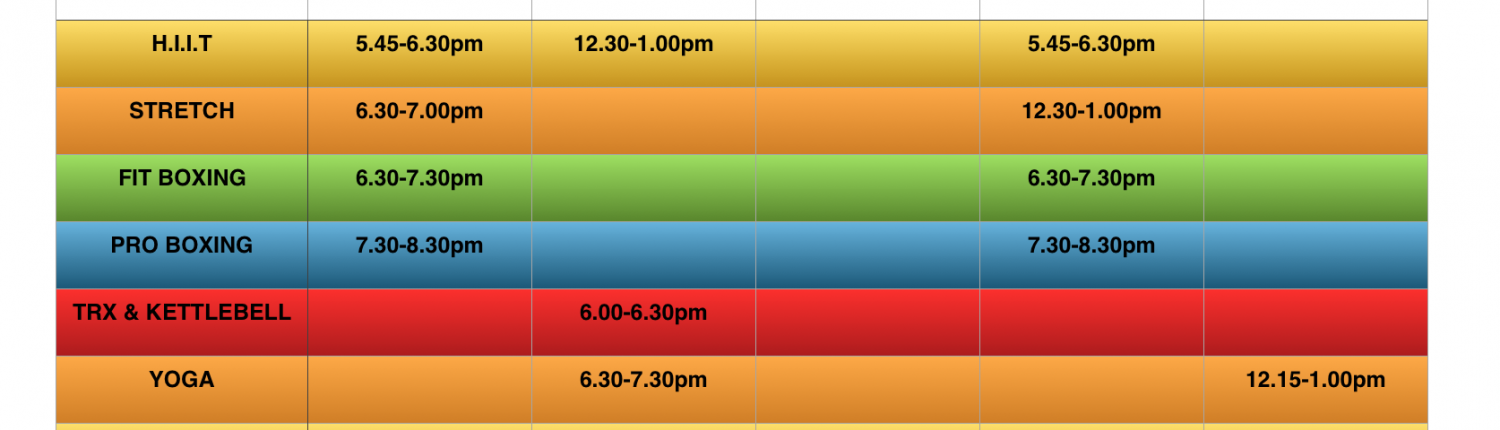 H.I.I.T 5.45-6.30pm 12.30-1.00pm 5.45-6.30pm
STRETCH 6.30-7.00pm 12.30-1.00pm
FIT BOXING 6.30-7.30pm 6.30-7.30pm
PRO BOXING 7.30-8.30pm 7.30-8.30pm
TRX & KETTLEBELL 6.00-6.30pm
YOGA 6.30-7.30pm 12.15-1.00pm